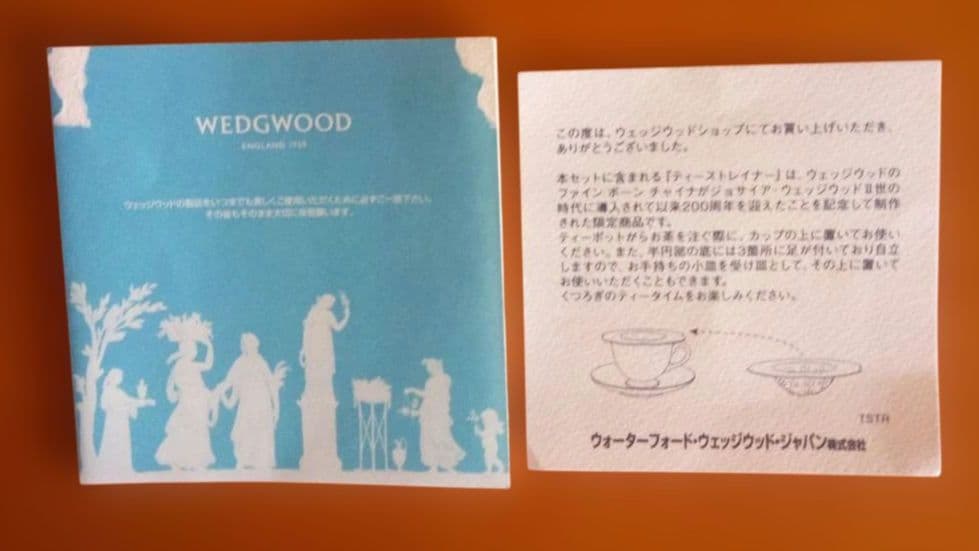 WEDGWOOD
ENGLAND 1759
ウェッジウッドの製品をいつまでも美しくご使用いただくために必ずご一読下さい。
その後もそのまま大切に保管願います。
この度は、ウェッジウッドショップにてお買い上げいただき、
ありがとうございました。
本セットに含まれる『ティーストレイナー』は、ウェッジウッドの
ファイン ボーン チャイナがジョサイア・ウェッジウッドⅡ世の
時代に導入されて以来200周年を迎えたことを記念して制作
された限定商品です。
ティーポットからお茶を注ぐ際に、カップの上に置いてお使い
ください。また、半円部の底には3箇所に足が付いており自立
しますので、お手持ちの小皿を受け皿として、その上に置いて
お使いいただくこともできます。
くつろぎのティータイムをお楽しみください。
TSTR
ウォーターフォード・ウェッジウッド・ジャパン株式会社